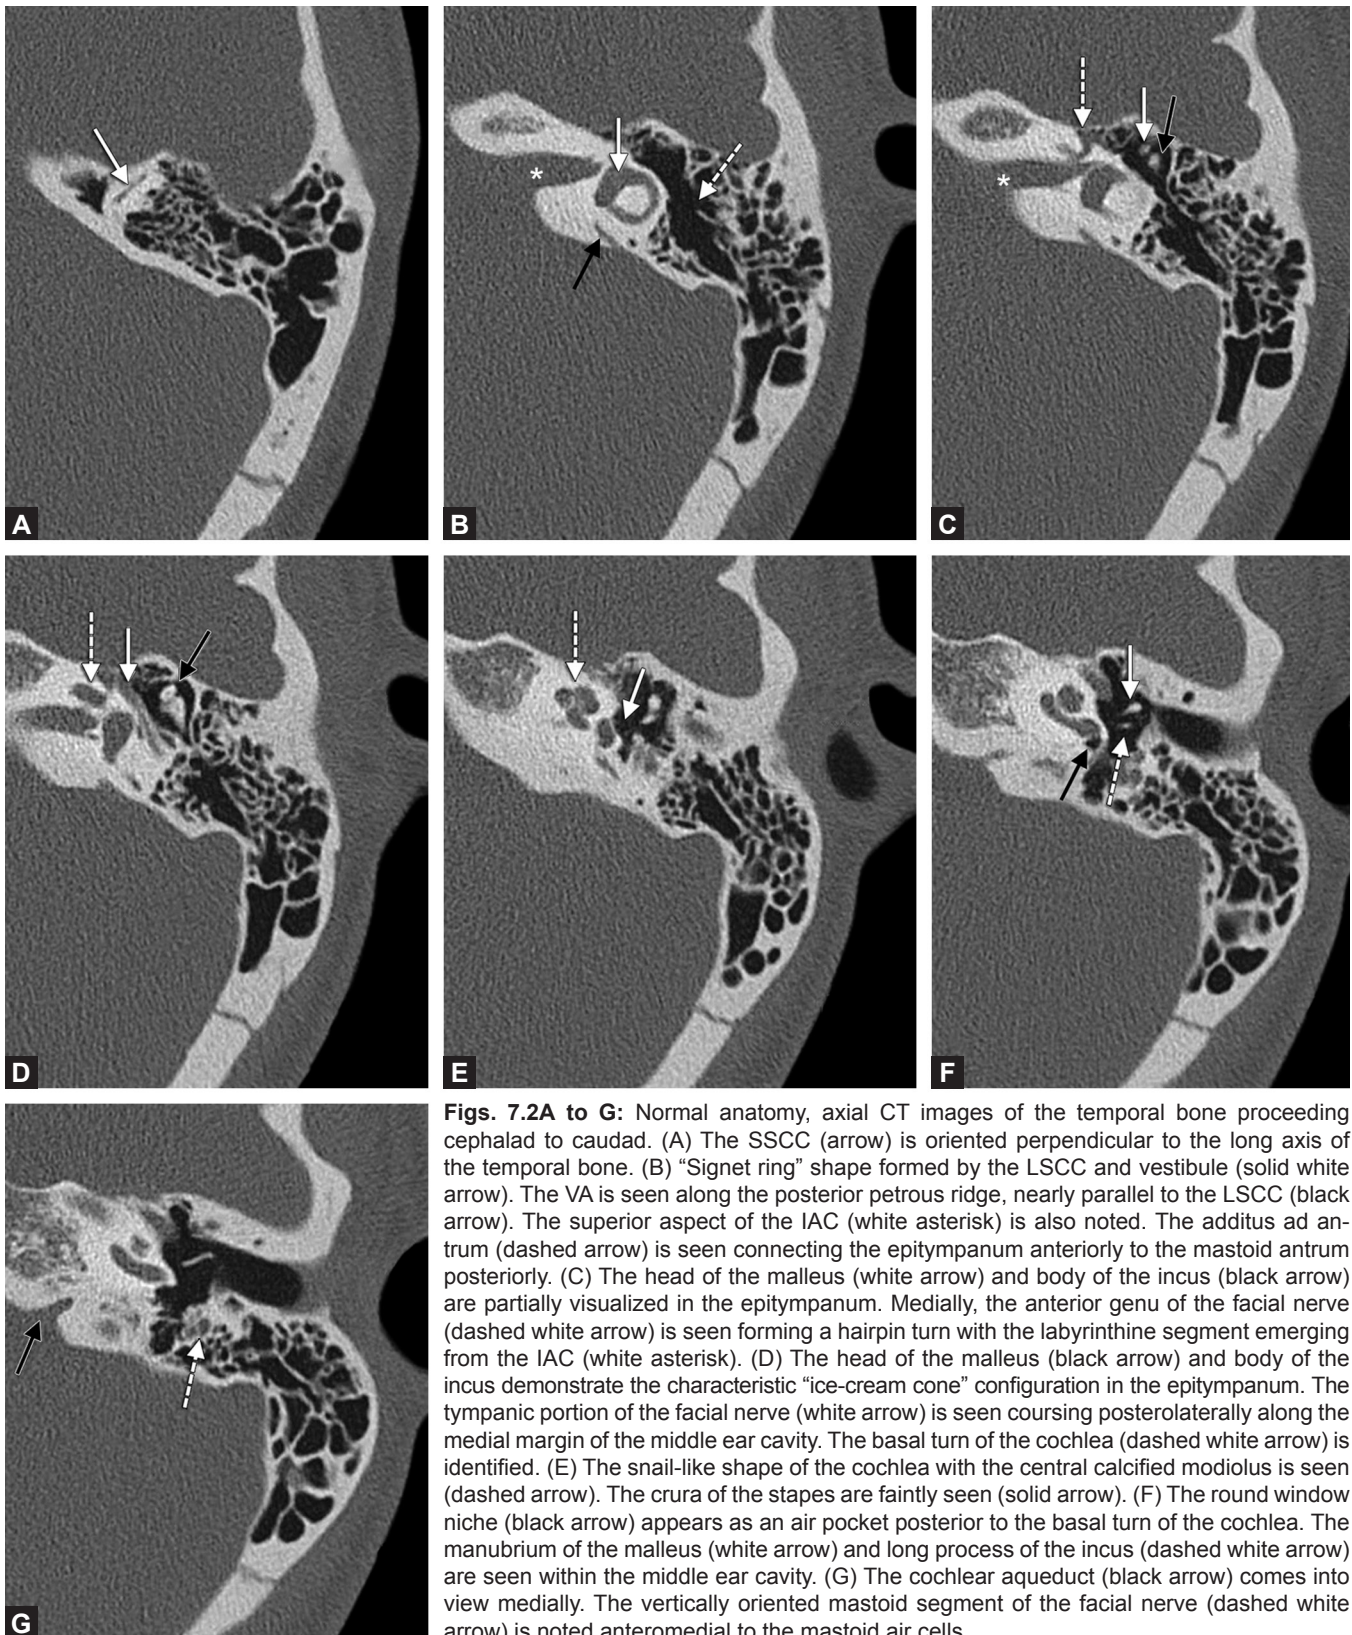 A
B
C
D
E
F
G
Figs. 7.2A to G: Normal anatomy, axial CT images of the temporal bone proceeding
cephalad to caudad. (A) The SSCC (arrow) is oriented perpendicular to the long axis of
the temporal bone. (B) “Signet ring” shape formed by the LSCC and vestibule (solid white
arrow). The VA is seen along the posterior petrous ridge, nearly parallel to the LSCC (black
arrow). The superior aspect of the IAC (white asterisk) is also noted. The additus ad an-
trum (dashed arrow) is seen connecting the epitympanum anteriorly to the mastoid antrum
posteriorly. (C) The head of the malleus (white arrow) and body of the incus (black arrow)
are partially visualized in the epitympanum. Medially, the anterior genu of the facial nerve
(dashed white arrow) is seen forming a hairpin turn with the labyrinthine segment emerging
from the IAC (white asterisk). (D) The head of the malleus (black arrow) and body of the
incus demonstrate the characteristic “ice-cream cone” configuration in the epitympanum. The
tympanic portion of the facial nerve (white arrow) is seen coursing posterolaterally along the
medial margin of the middle ear cavity. The basal turn of the cochlea (dashed white arrow) is
identified. (E) The snail-like shape of the cochlea with the central calcified modiolus is seen
(dashed arrow). The crura of the stapes are faintly seen (solid arrow). (F) The round window
niche (black arrow) appears as an air pocket posterior to the basal turn of the cochlea. The
manubrium of the malleus (white arrow) and long process of the incus (dashed white arrow)
are seen within the middle ear cavity. (G) The cochlear aqueduct (black arrow) comes into
view medially. The vertically oriented mastoid segment of the facial nerve (dashed white
arrow) is noted anteromedial to the mastoid air cells